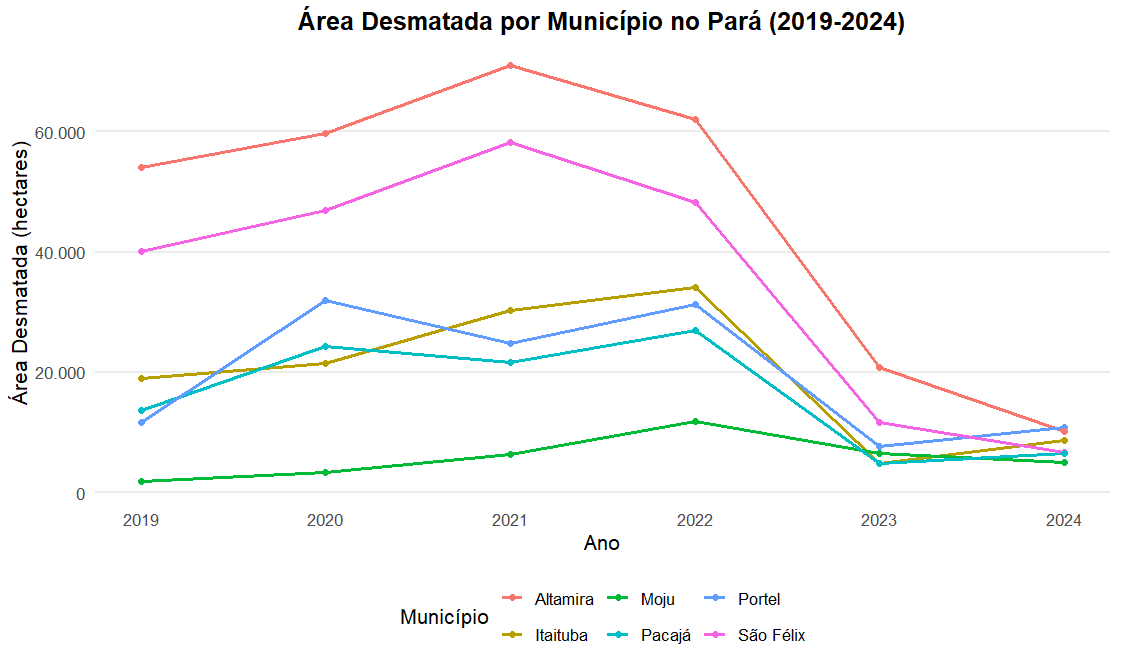 Área Desmatada por Município no Pará (2019-2024)
Área Desmatada (hectares)
60.000
40.000
20.000
0
2019 2020 2021 2022 2023 2024
Ano
Município
Altamira Moju Portel
Itaituba Pacajá São Félix